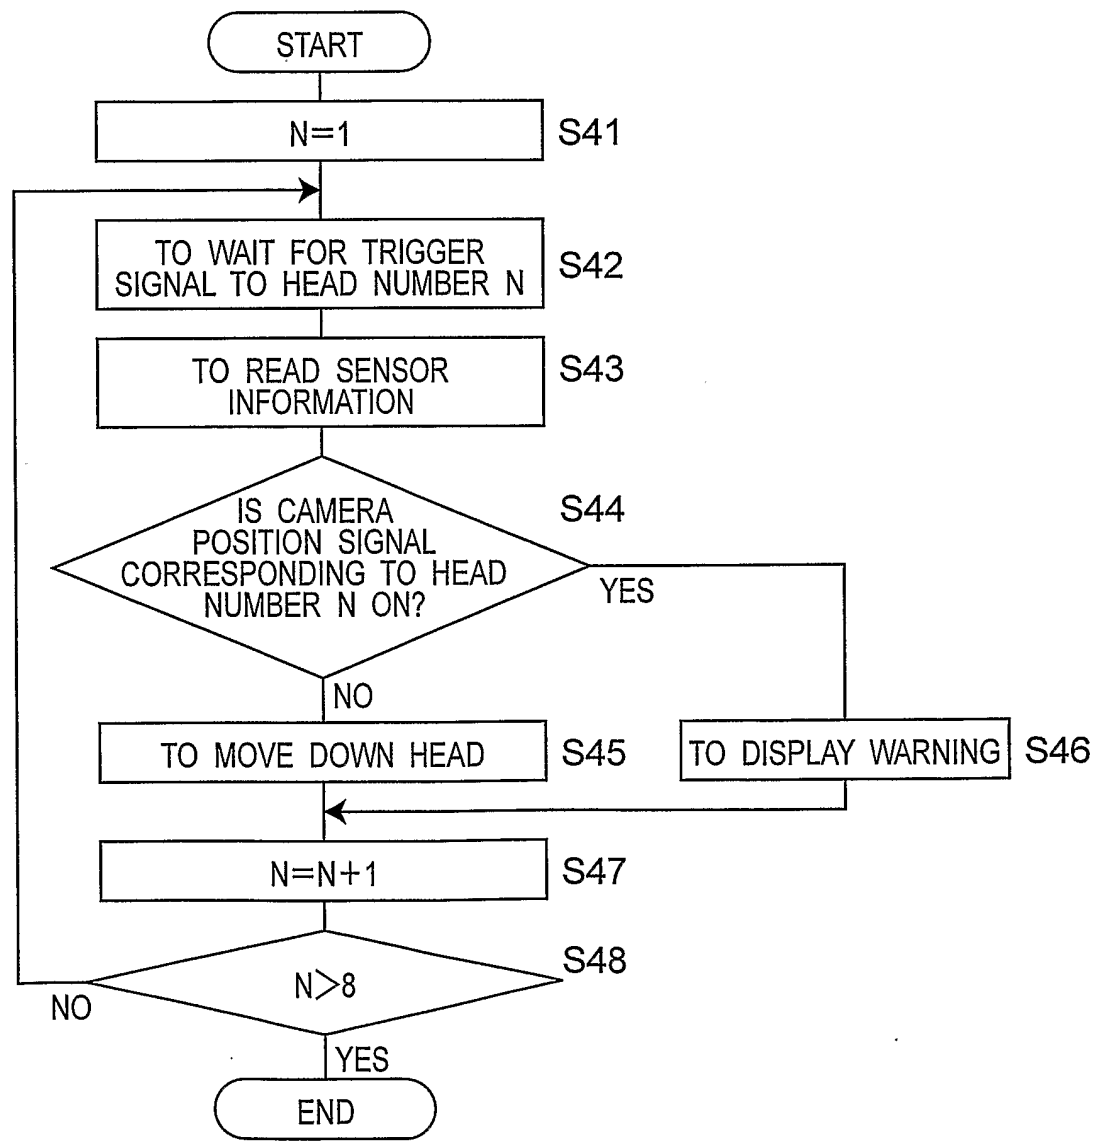 START
N=1
S41
TO WAIT FOR TRIGGER
SIGNAL TO HEAD NUMBER N
S42
TO READ SENSOR
INFORMATION
S43
IS CAMERA
POSITION SIGNAL
CORRESPONDING TO HEAD
NUMBER N ON?
S44
YES
NO
TO MOVE DOWN HEAD
S45
TO DISPLAY WARNING
S46
N=N+1
S47
N>8
S48
NO
YES
END